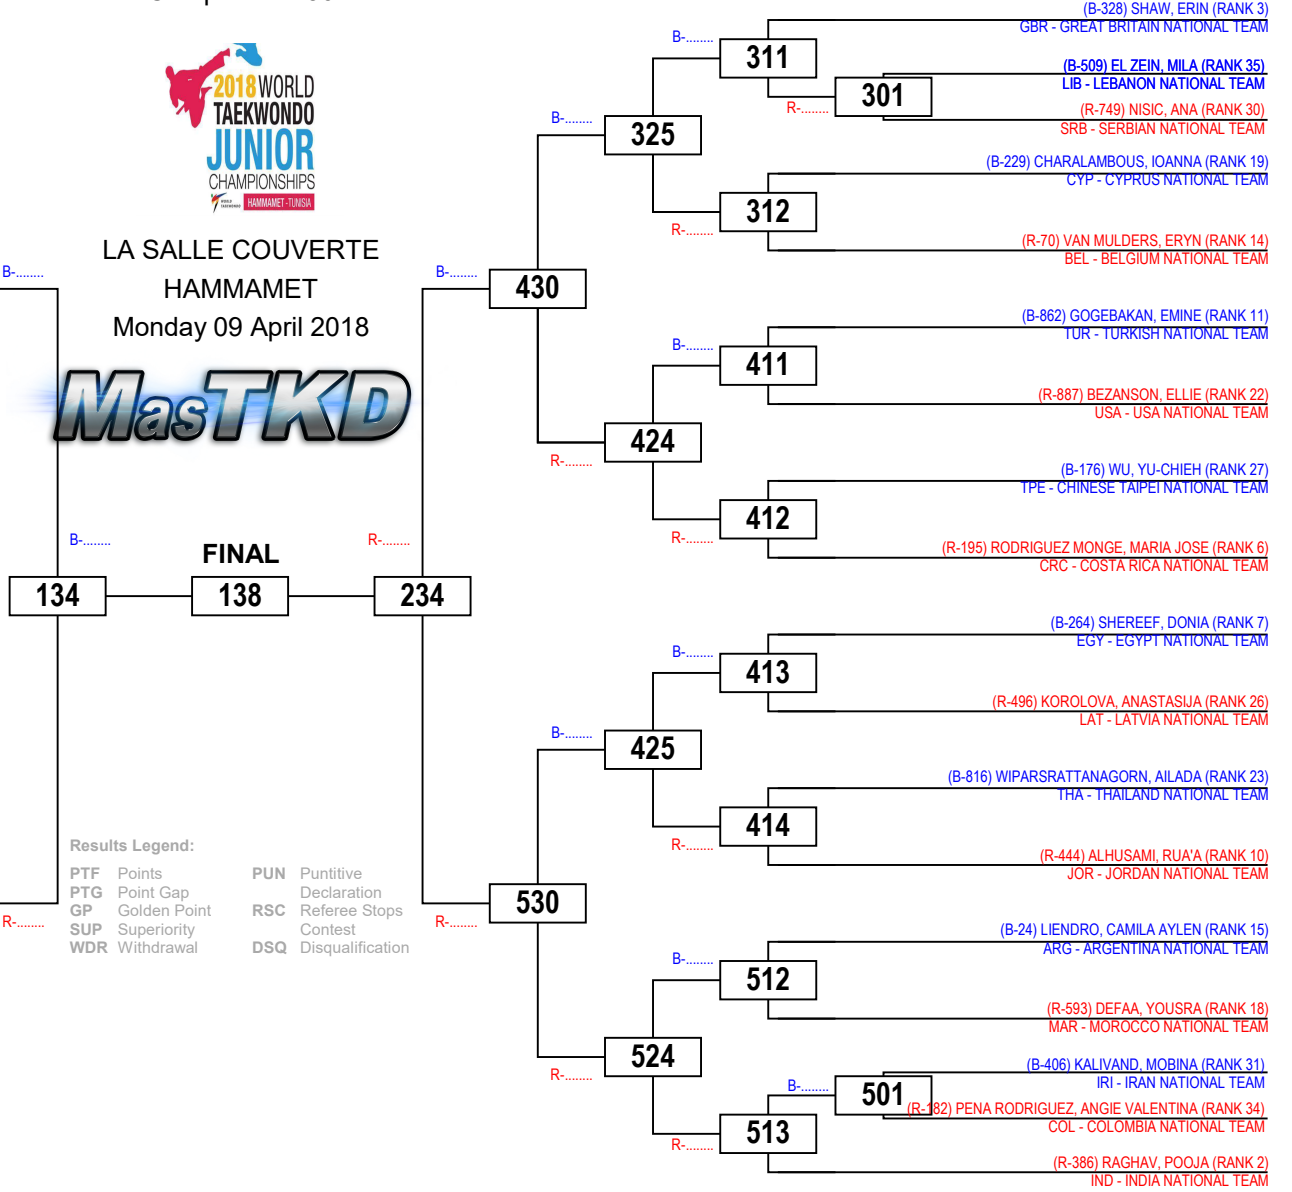 2018 WORLD
TAEKWONDO
JUNIOR
CHAMPIONSHIPS
HAMMAMET - TUNISIA
LA SALLE COUVERTE
HAMMAMET
Monday 09 April 2018
MasTKD
B-........
B-........
R-........
FINAL
134
138
234
R-........
R-........
B-........
430
530
B-........
325
R-........
424
B-........
425
R-........
524
B-........
311
R-........
301
R-........
312
B-........
411
R-........
412
B-........
413
R-........
414
B-........
512
B-........
501
R-........
513
(B-328) SHAW, ERIN (RANK 3)
GBR - GREAT BRITAIN NATIONAL TEAM
(B-509) EL ZEIN, MILA (RANK 35)
LIB - LEBANON NATIONAL TEAM
(R-749) NISIC, ANA (RANK 30)
SRB - SERBIAN NATIONAL TEAM
(B-229) CHARALAMBOUS, IOANNA (RANK 19)
CYP - CYPRUS NATIONAL TEAM
(R-70) VAN MULDERS, ERYN (RANK 14)
BEL - BELGIUM NATIONAL TEAM
(B-862) GOGEBAKAN, EMINE (RANK 11)
TUR - TURKISH NATIONAL TEAM
(R-887) BEZANSON, ELLIE (RANK 22)
USA - USA NATIONAL TEAM
(B-176) WU, YU-CHIEH (RANK 27)
TPE - CHINESE TAIPEI NATIONAL TEAM
(R-195) RODRIGUEZ MONGE, MARIA JOSE (RANK 6)
CRC - COSTA RICA NATIONAL TEAM
(B-264) SHEREEF, DONIA (RANK 7)
EGY - EGYPT NATIONAL TEAM
(R-496) KOROLOVA, ANASTASIJA (RANK 26)
LAT - LATVIA NATIONAL TEAM
(B-816) WIPARSRATTANAGORN, AILADA (RANK 23)
THA - THAILAND NATIONAL TEAM
(R-444) ALHUSAMI, RUA'A (RANK 10)
JOR - JORDAN NATIONAL TEAM
(B-24) LIENDRO, CAMILA AYLEN (RANK 15)
ARG - ARGENTINA NATIONAL TEAM
(R-593) DEFAA, YOUSRA (RANK 18)
MAR - MOROCCO NATIONAL TEAM
(B-406) KALIVAND, MOBINA (RANK 31)
IRI - IRAN NATIONAL TEAM
(R-182) PENA RODRIGUEZ, ANGIE VALENTINA (RANK 34)
COL - COLOMBIA NATIONAL TEAM
(R-386) RAGHAV, POOJA (RANK 2)
IND - INDIA NATIONAL TEAM
Results Legend:
PTF Points
PTG Point Gap
GP Golden Point
SUP Superiority
WDR Withdrawal
PUN Puntitive
Declaration
RSC Referee Stops
Contest
DSQ Disqualification